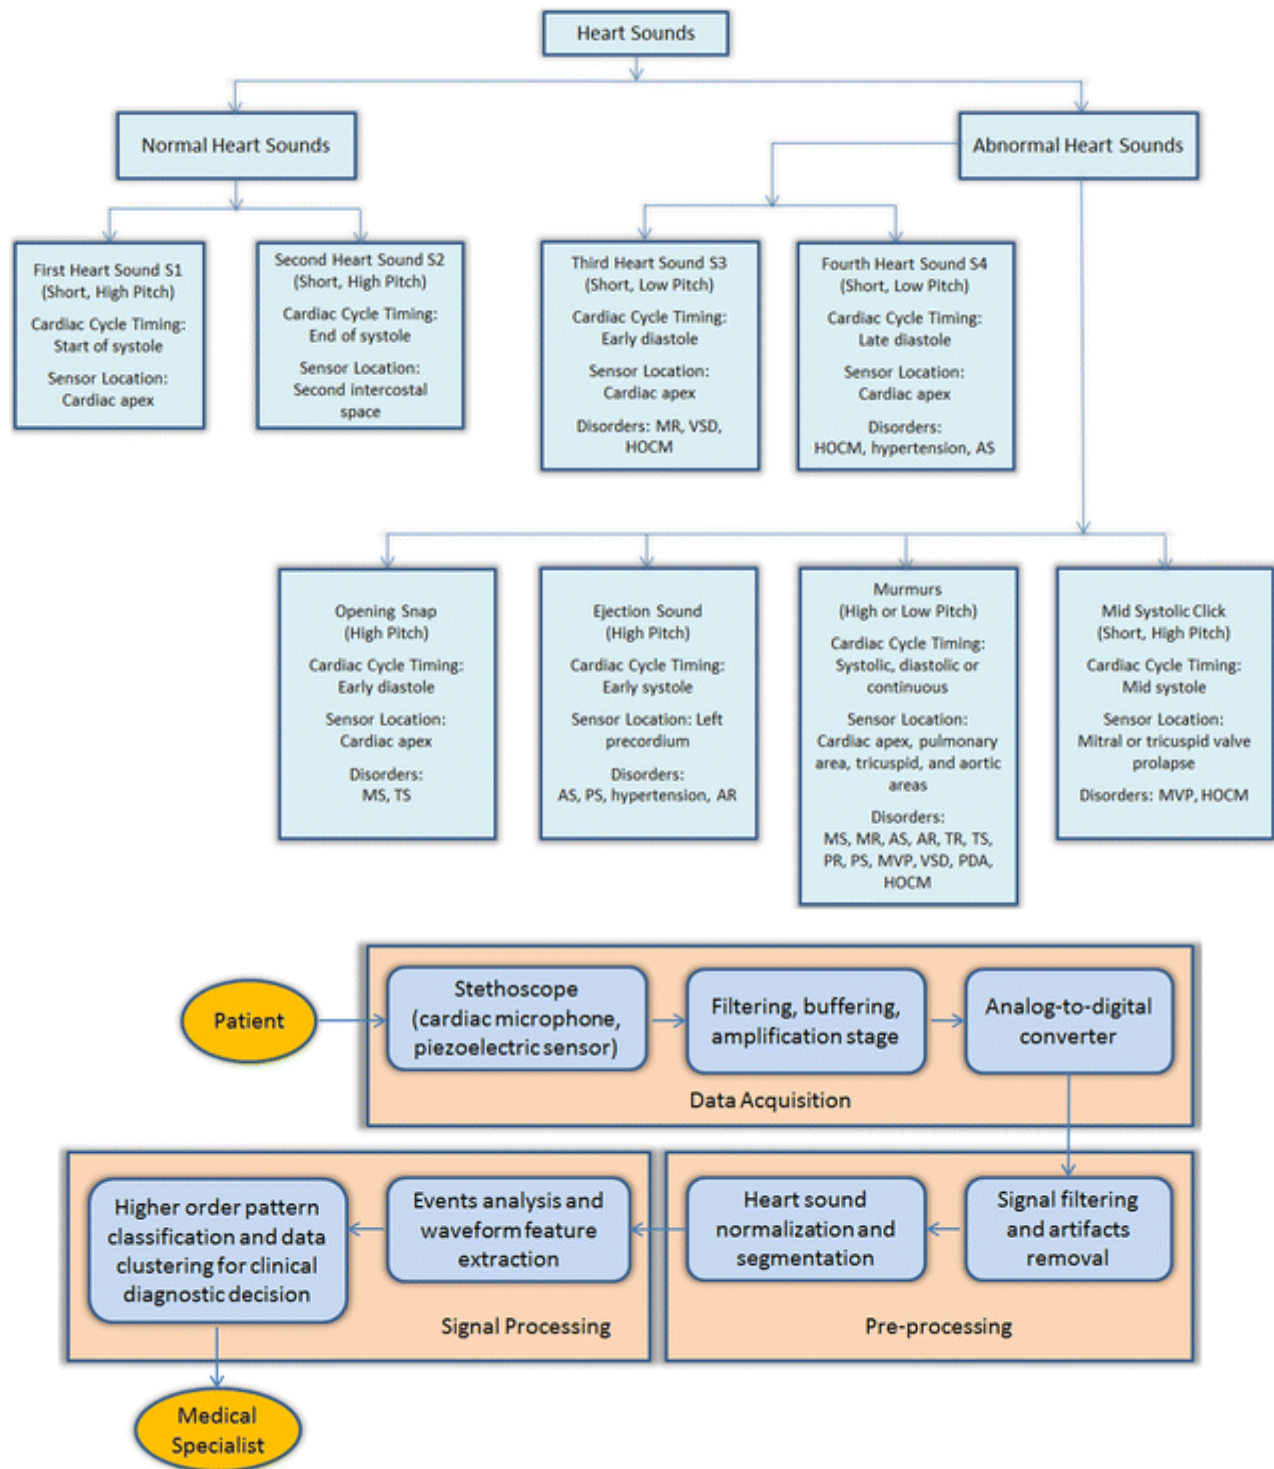 Heart Sounds
Normal Heart Sounds
Abnormal Heart Sounds
First Heart Sound S1
(Short, High Pitch)
Cardiac Cycle Timing:
Start of systole
Sensor Location:
Cardiac apex
Second Heart Sound S2
(Short, High Pitch)
Cardiac Cycle Timing:
End of systole
Sensor Location:
Second intercostal
space
Third Heart Sound S3
(Short, Low Pitch)
Cardiac Cycle Timing:
Early diastole
Sensor Location:
Cardiac apex
Disorders: MR, VSD,
HOCM
Fourth Heart Sound S4
(Short, Low Pitch)
Cardiac Cycle Timing:
Late diastole
Sensor Location:
Cardiac apex
Disorders:
HOCM, hypertension, AS
Opening Snap
(High Pitch)
Cardiac Cycle Timing:
Early diastole
Sensor Location:
Cardiac apex
Disorders:
MS, TS
Ejection Sound
(High Pitch)
Cardiac Cycle Timing:
Early systole
Sensor Location: Left
precordium
Disorders:
AS, PS, hypertension, AR
Murmurs
(High or Low Pitch)
Cardiac Cycle Timing:
Systolic, diastolic or
continuous
Sensor Location:
Cardiac apex, pulmonary
area, tricuspid, and aortic
areas
Disorders:
MS, MR, AS, AR, TR, TS,
PR, PS, MVP, VSD, PDA,
HOCM
Mid Systolic Click
(Short, High Pitch)
Cardiac Cycle Timing:
Mid systole
Sensor Location:
Mitral or tricuspid valve
prolapse
Disorders: MVP, HOCM
Patient
Stethoscope
(cardiac microphone,
piezoelectric sensor)
Filtering, buffering,
amplification stage
Analog-to-digital
converter
Data Acquisition
Signal filtering
and artifacts
removal
Heart sound
normalization and
segmentation
Pre-processing
Events analysis and
waveform feature
extraction
Higher order pattern
classification and data
clustering for clinical
diagnostic decision
Signal Processing
Medical
Specialist